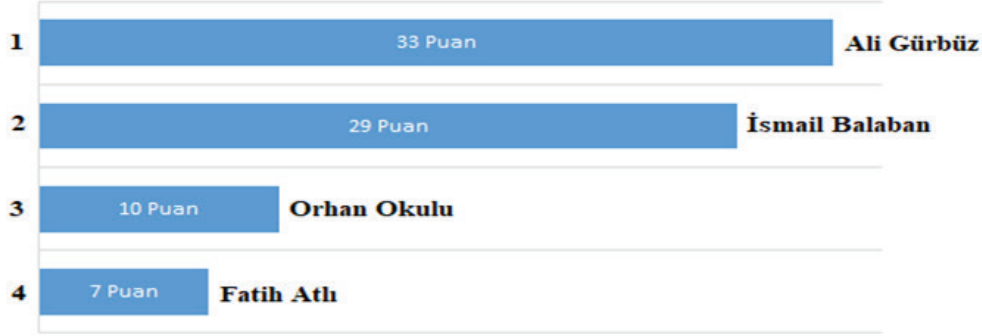 1 33 Puan Ali Gürbüz
2 29 Puan İsmail Balaban
3 10 Puan Orhan Okulu
4 7 Puan Fatih Atlı